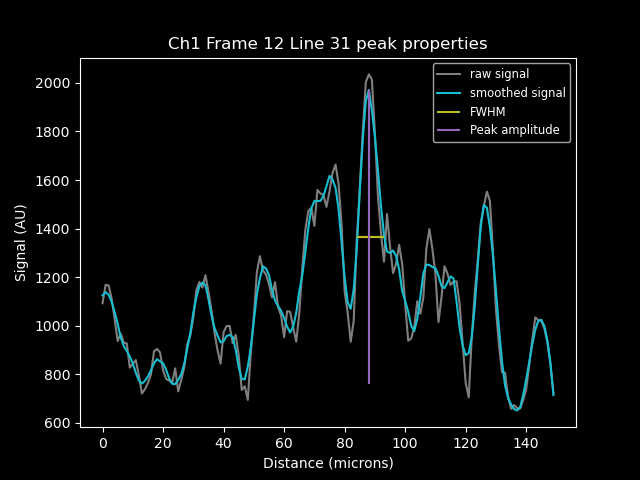 Ch1 Frame 12 Line 31 peak properties
raw signal
smoothed signal
FWHM
Peak amplitude
Signal (AU)
2000
1800
1600
1400
1200
1000
800
600
0 20 40 60 80 100 120 140
Distance (microns)